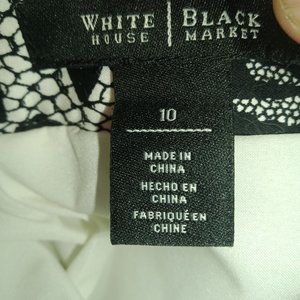 WHITE | BLACK
HOUSE | MARKET
10
MADE IN
CHINA
HECHO EN
CHINA
FABRIQUÉ EN
CHINE